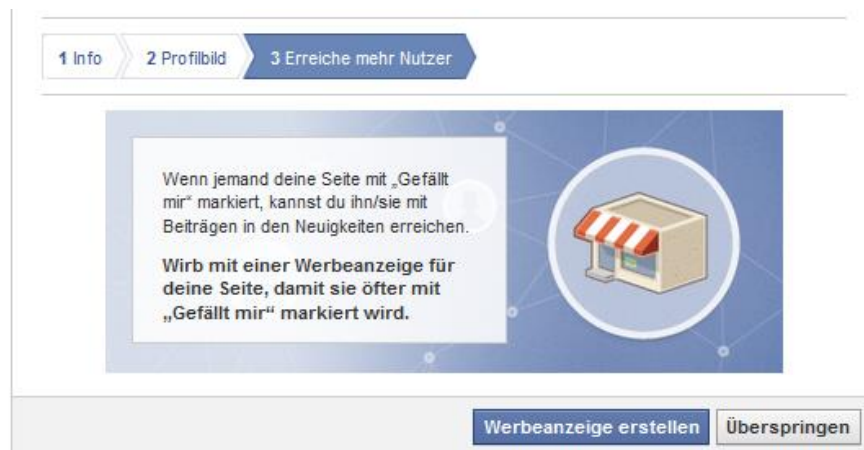 1 Info 2 Profilbild 3 Erreiche mehr Nutzer
Wenn jemand deine Seite mit „Gefällt
mir“ markiert, kannst du ihn/sie mit
Beiträgen in den Neuigkeiten erreichen.
Wirb mit einer Werbeanzeige für
deine Seite, damit sie öfter mit
„Gefällt mir“ markiert wird.
Werbeanzeige erstellen Überspringen